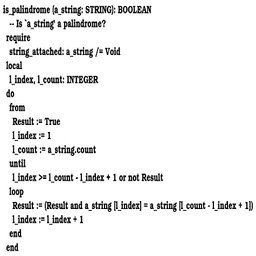 is_palindrome (a_string: STRING): BOOLEAN
-- Is `a_string' a palindrome?
require
string_attached: a_string /= Void
local
l_index, l_count: INTEGER
do
from
Result := True
l_index := 1
l_count := a_string.count
until
l_index >= l_count - l_index + 1 or not Result
loop
Result := (Result and a_string [l_index] = a_string [l_count - l_index + 1])
l_index := l_index + 1
end
end